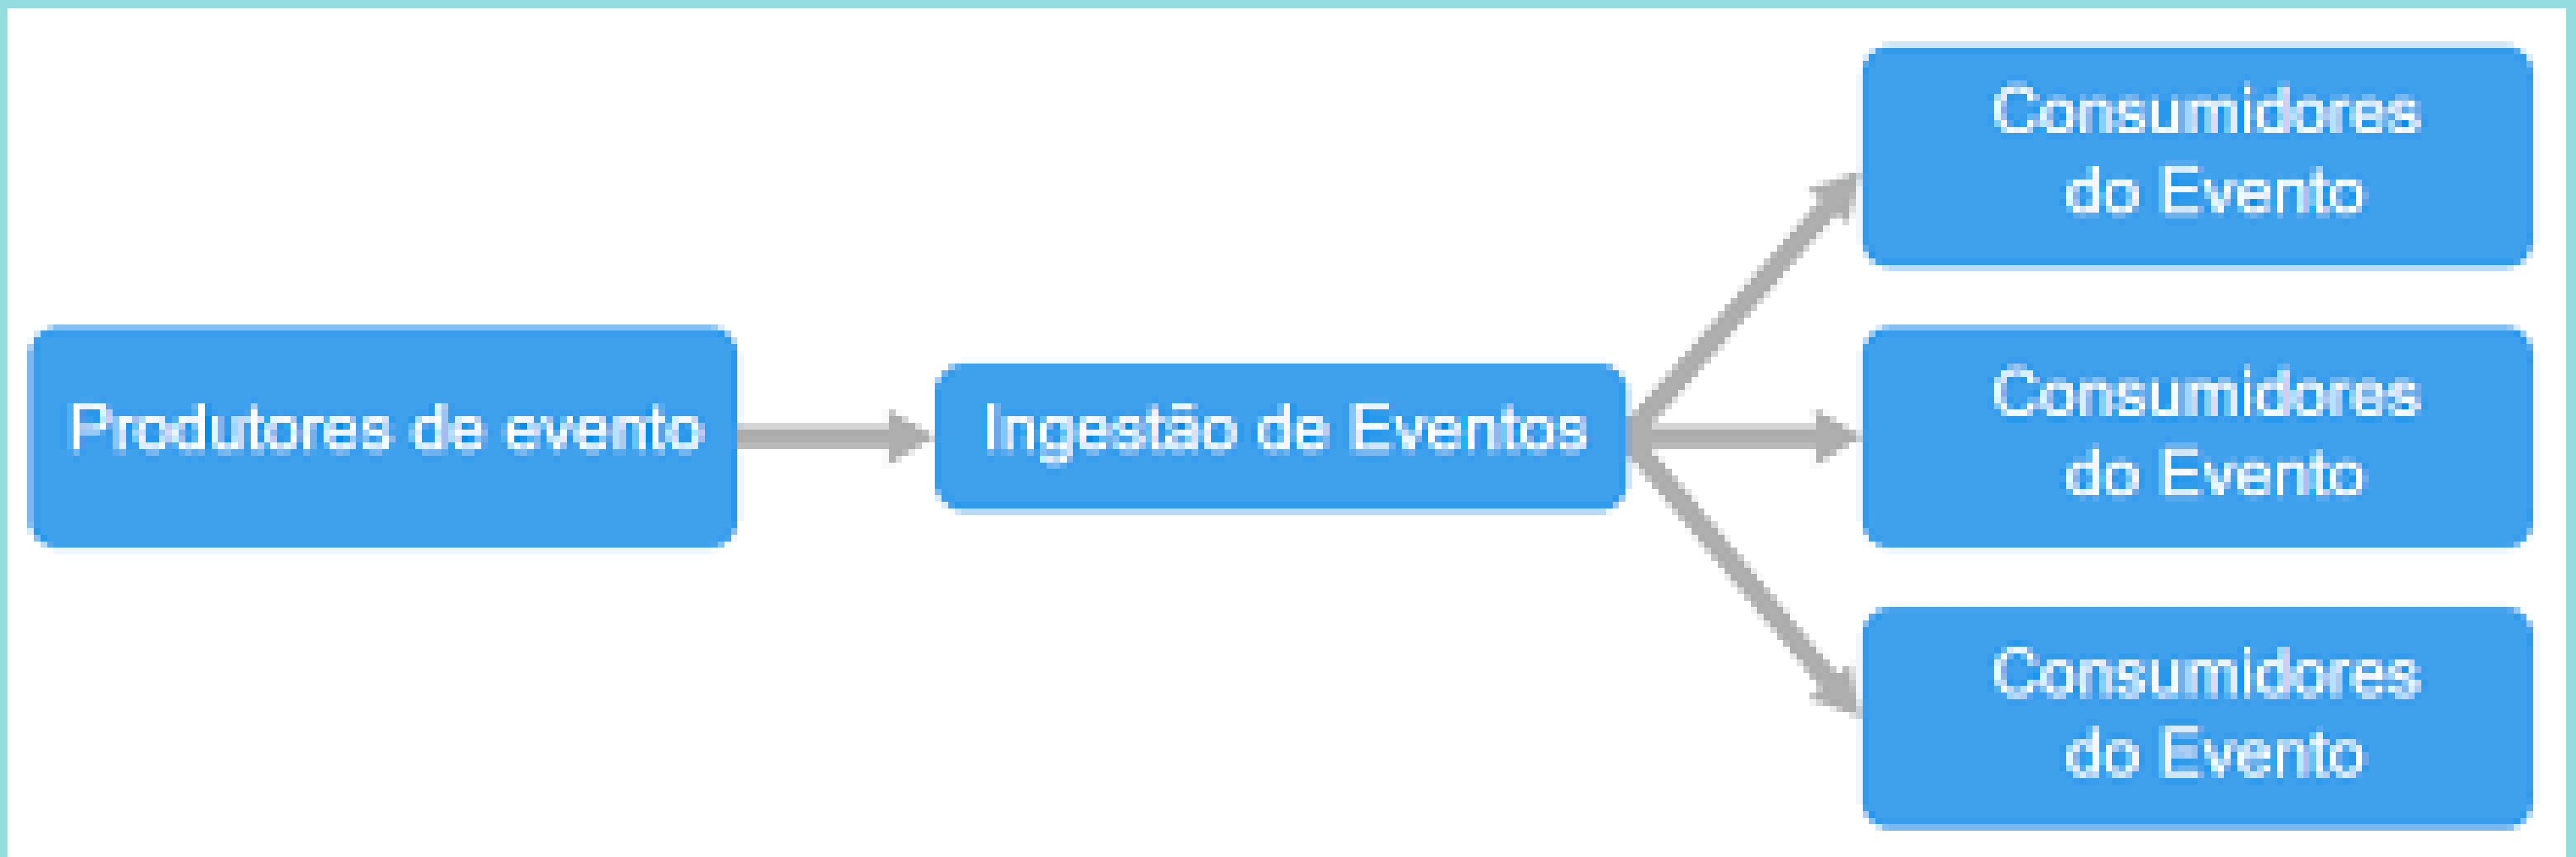 Produtores de evento
Ingestão de Eventos
Consumidores
do Evento
Consumidores
do Evento
Consumidores
do Evento